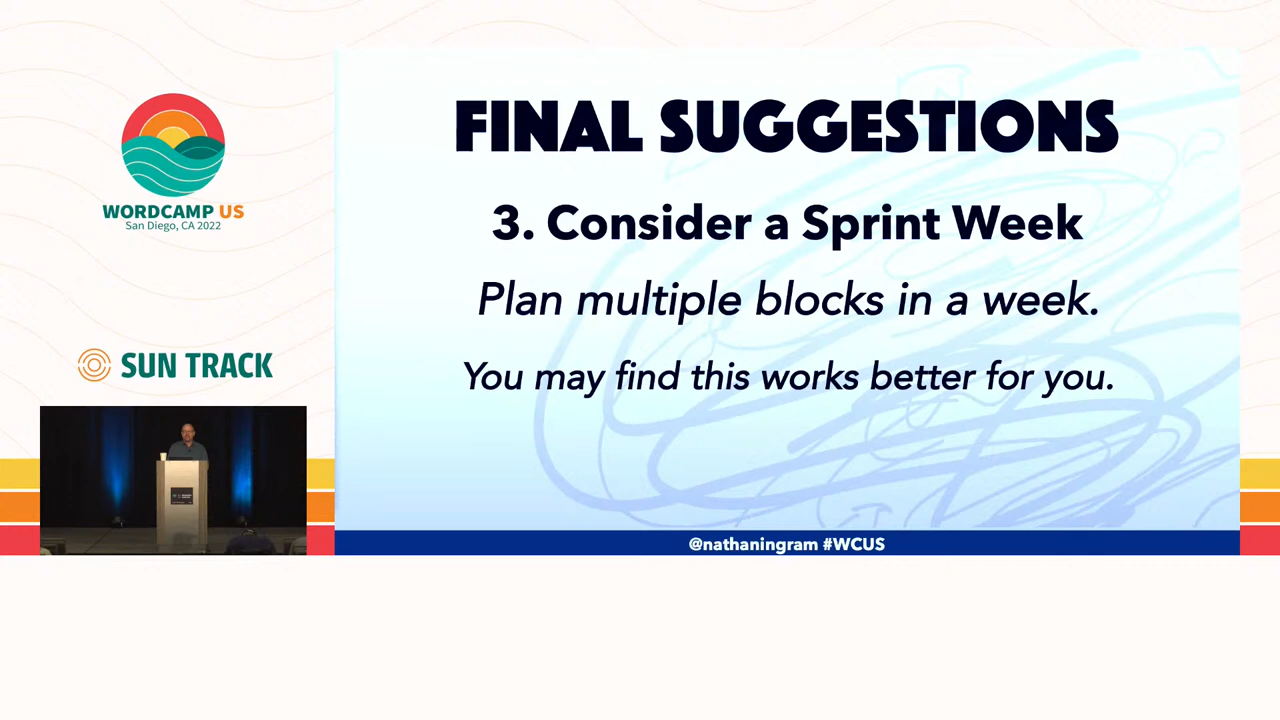 WORDCAMP US
San Diego, CA 2022
SUN TRACK
FINAL SUGGESTIONS
3. Consider a Sprint Week
Plan multiple blocks in a week.
You may find this works better for you.
@nathaningram #WCUS